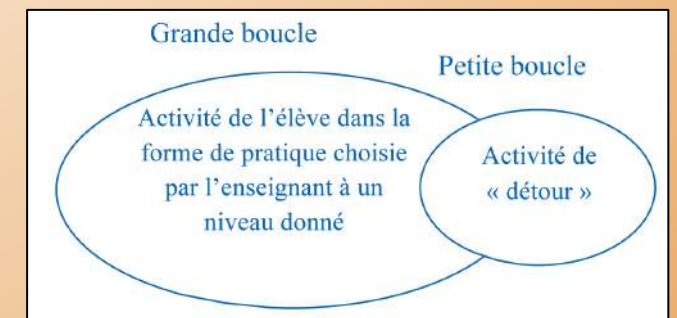 Grande boucle
Petite boucle
Activité de l’élève dans la
forme de pratique choisie
par l’enseignant à un
niveau donné
Activité de
« détour »